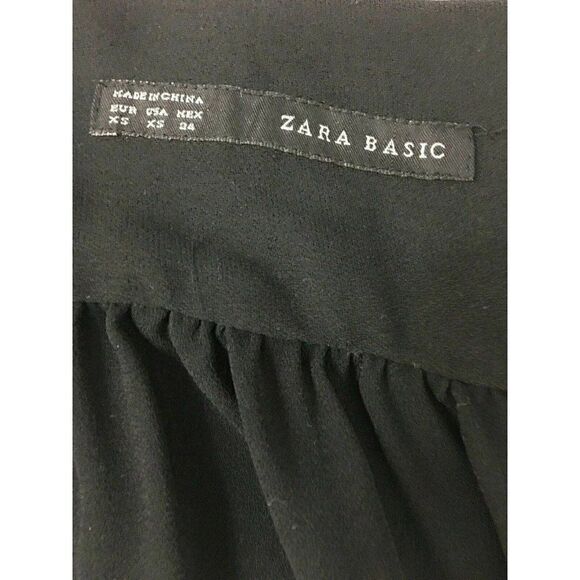 MADE IN CHINA
EUR USA MEX
XS XS 24
ZARA BASIC